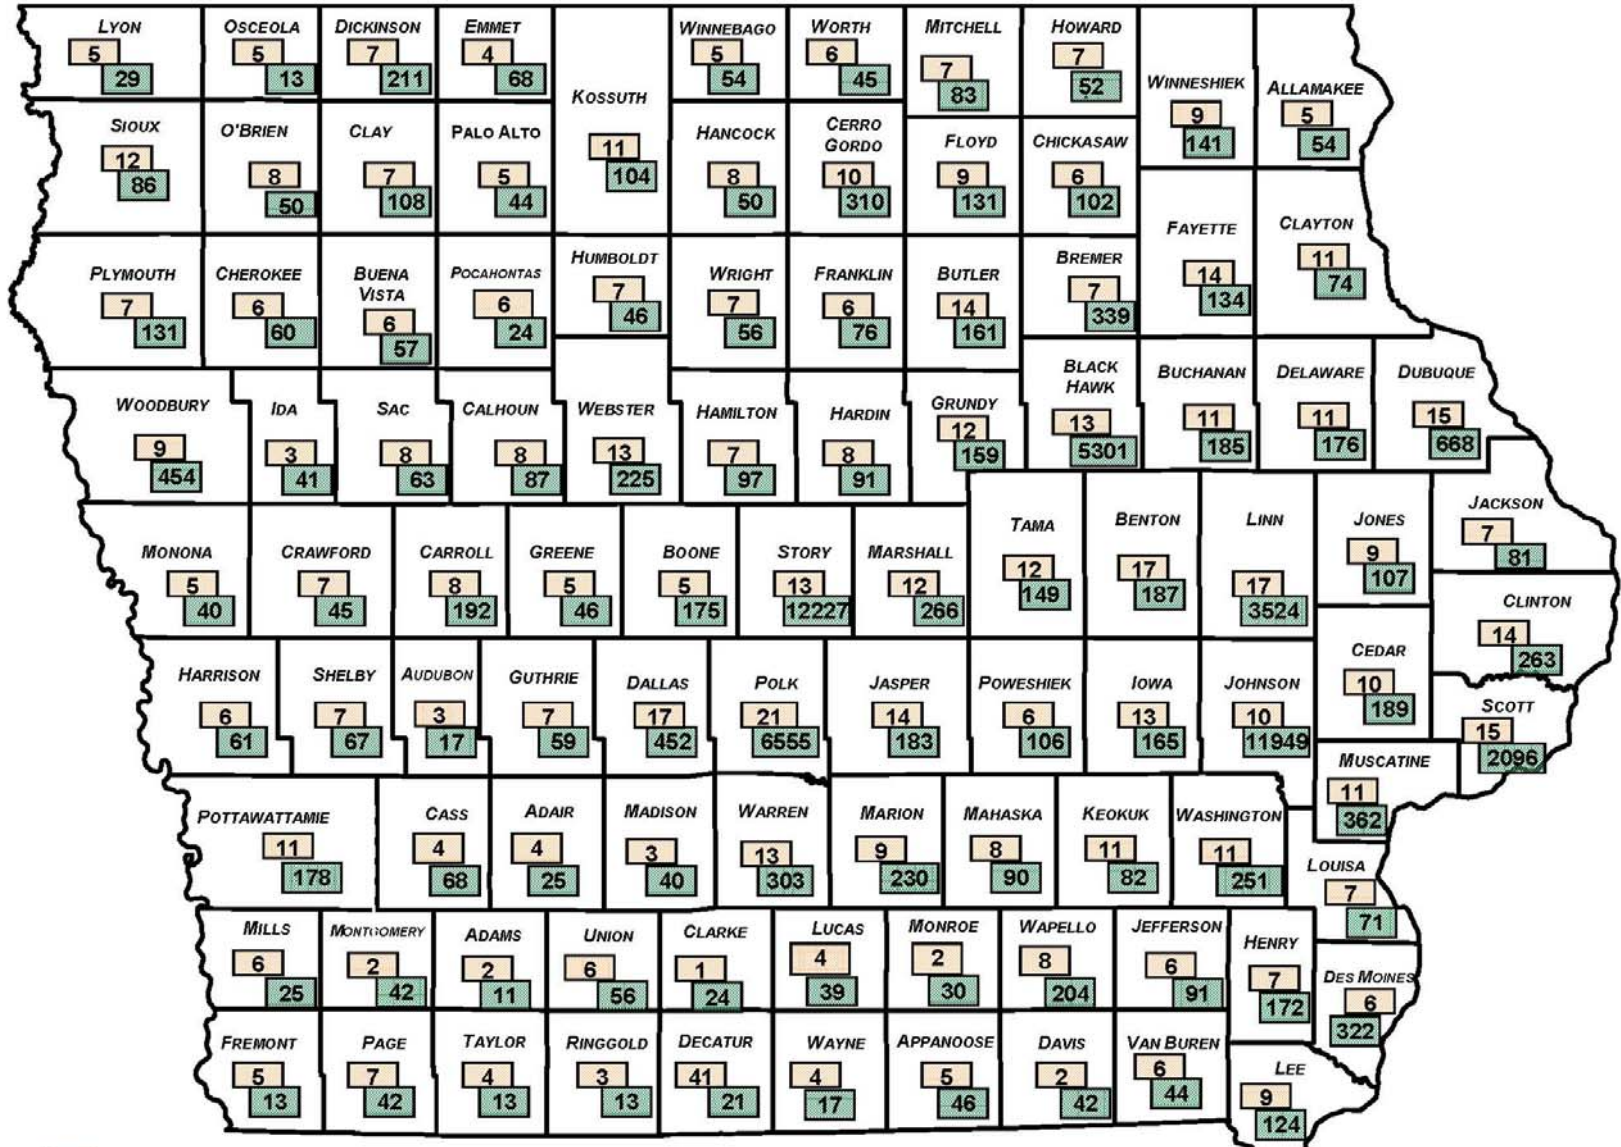 LYON
5
29
OSCEOLA
5
13
DICKINSON
7
211
EMMET
4
68
KOSSUTH
11
104
WINNEBAGO
5
54
WORTH
6
45
MITCHELL
7
83
HOWARD
7
52
WINNESHIEK
9
141
ALLAMAKEE
5
54
SIOUX
12
86
O'BRIEN
8
50
CLAY
7
108
PALO ALTO
5
44
HANCOCK
8
50
CERRO
GORDO
10
310
FLOYD
9
131
CHICKASAW
6
102
FAYETTE
14
134
CLAYTON
11
74
PLYMOUTH
7
131
CHEROKEE
6
60
BUENA
VISTA
6
57
POCAHONTAS
6
24
HUMBOLDT
7
46
WRIGHT
7
56
FRANKLIN
6
76
BUTLER
14
161
BREMER
7
339
WOODBURY
9
454
IDA
3
41
SAC
8
63
CALHOUN
8
87
WEBSTER
13
225
HAMILTON
7
97
HARDIN
8
91
GRUNDY
12
159
BLACK
HAWK
13
5301
BUCHANAN
11
185
DELAWARE
11
176
DUBUQUE
15
668
MONONA
5
40
CRAWFORD
7
45
CARROLL
8
192
GREENE
5
46
BOONE
5
175
STORY
13
12227
MARSHALL
12
266
TAMA
12
149
BENTON
17
187
LINN
17
3524
JONES
9
107
JACKSON
7
81
CLINTON
14
263
HARRISON
6
61
SHELBY
7
67
AUDUBON
3
17
GUTHRIE
7
59
DALLAS
17
452
POLK
21
6555
JASPER
14
183
POWESHIEK
6
106
IOWA
13
165
JOHNSON
10
11949
CEDAR
10
189
SCOTT
15
2096
MUSCATINE
11
362
POTTAWATTAMIE
11
178
CASS
4
68
ADAIR
4
25
MADISON
3
40
WARREN
13
303
MARION
9
230
MAHASKA
8
90
KEOKUK
11
82
WASHINGTON
11
251
LOUISA
7
71
MILLS
6
25
MONTGOMERY
2
42
ADAMS
2
11
UNION
6
56
CLARKE
1
24
LUCAS
4
39
MONROE
2
30
WAPELLO
8
204
JEFFERSON
6
91
HENRY
7
172
DES MOINES
6
322
FREMONT
5
13
PAGE
7
42
TAYLOR
4
13
RINGGOLD
3
13
DECATUR
41
21
WAYNE
4
17
APPANOOSE
5
46
DAVIS
2
42
VAN BUREN
6
44
LEE
9
124